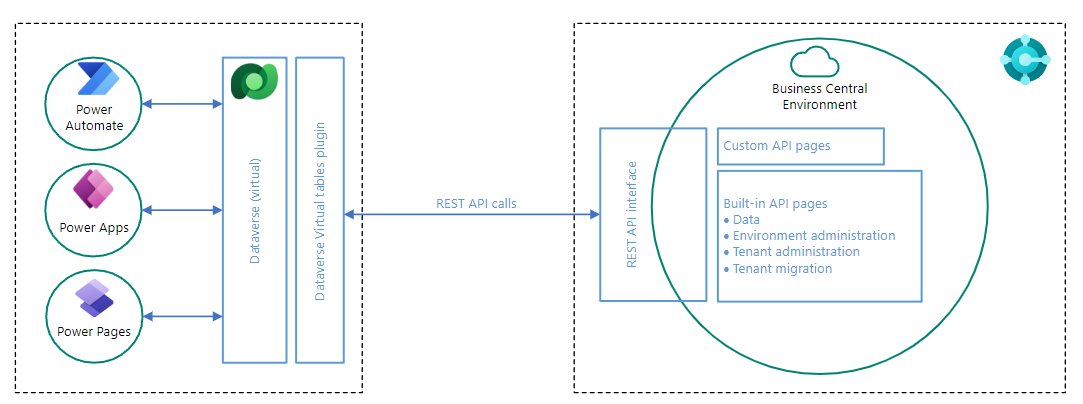 Power
Automate
Power Apps
Power Pages
Dataverse (virtual)
Dataverse Virtual tables plugin
REST API calls
REST API interface
Business Central
Environment
Custom API pages
Built-in API pages
● Data
● Environment administration
● Tenant administration
● Tenant migration